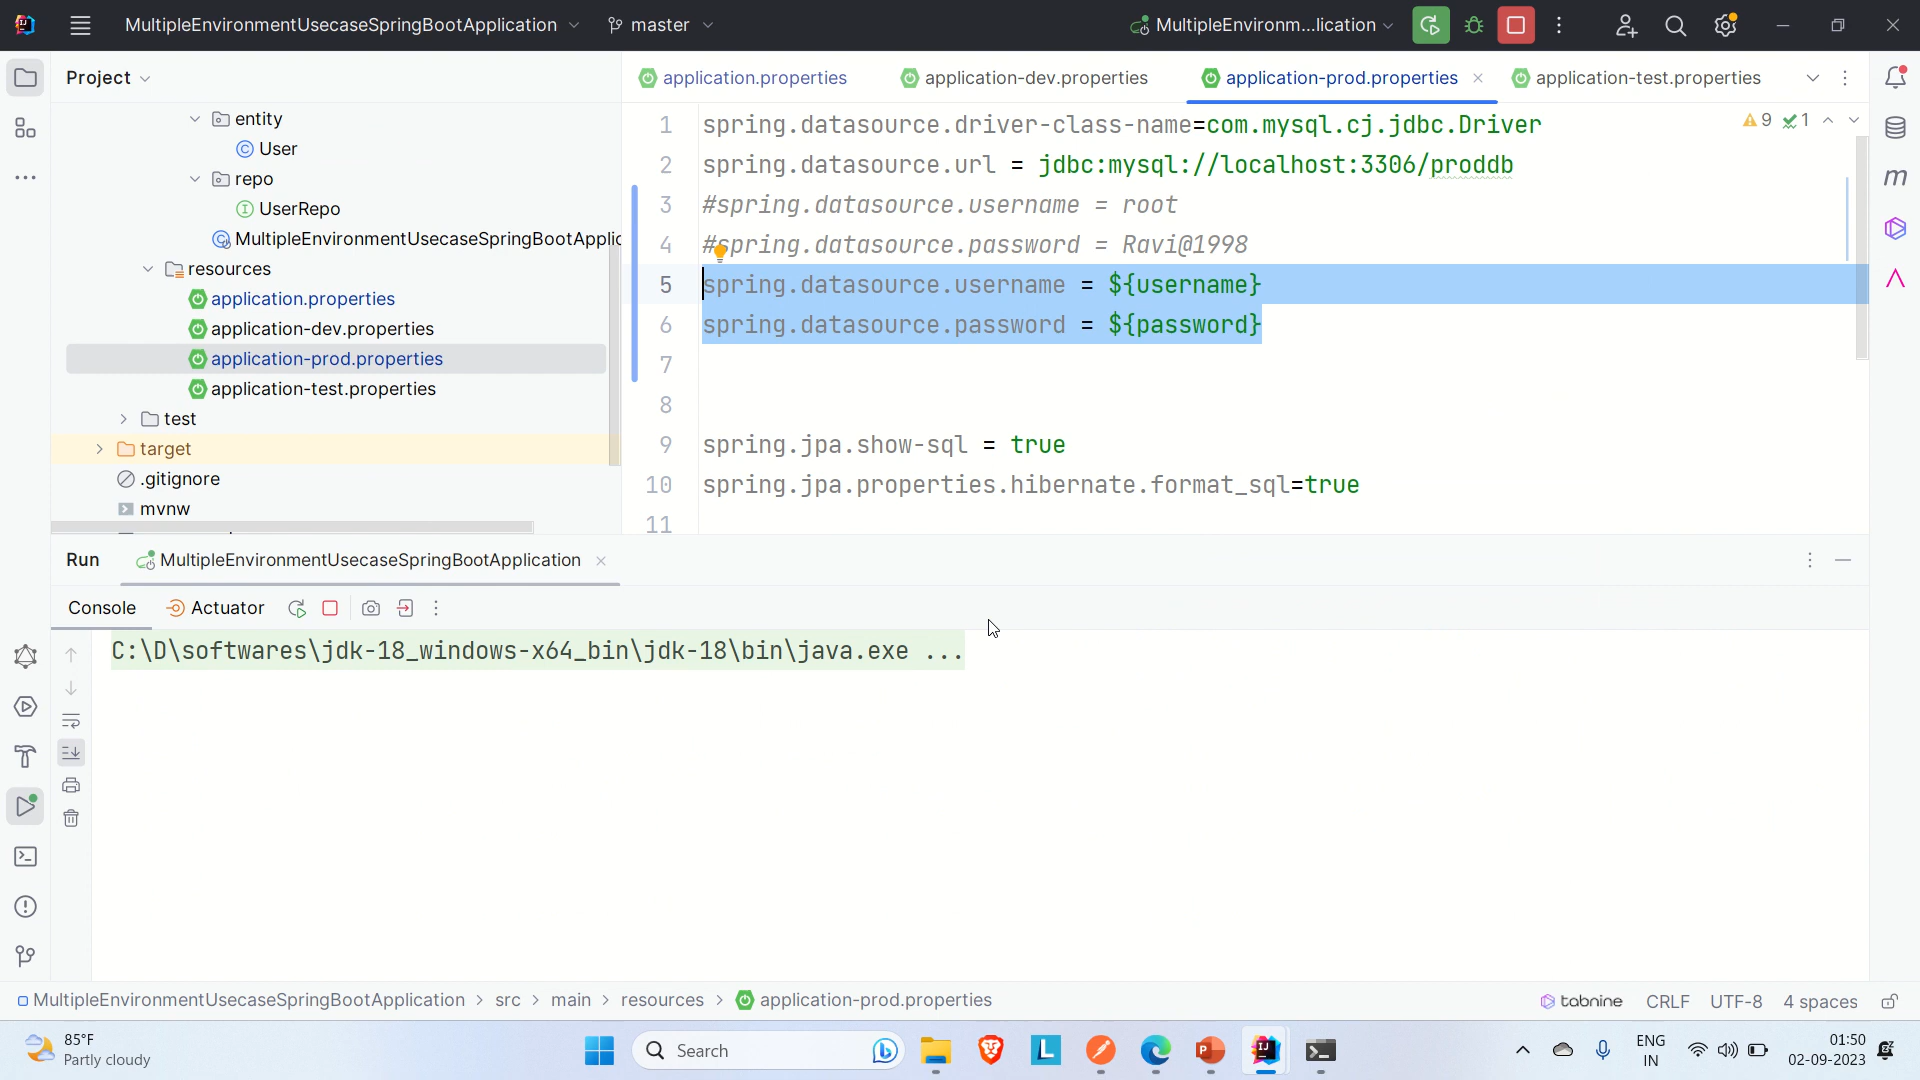 MultipleEnvironmentUsecaseSpringBootApplication
master
MultipleEnvironm...lication
Project
application.properties
application-dev.properties
application-prod.properties
application-test.properties
entity
User
repo
UserRepo
MultipleEnvironmentUsecaseSpringBootApplic
resources
application.properties
application-dev.properties
application-prod.properties
application-test.properties
test
target
.gitignore
mvnw
1 spring.datasource.driver-class-name=com.mysql.cj.jdbc.Driver
2 spring.datasource.url = jdbc:mysql://localhost:3306/proddb
3 #spring.datasource.username = root
4 #spring.datasource.password = Ravi@1998
5 spring.datasource.username = ${username}
6 spring.datasource.password = ${password}
7
8
9 spring.jpa.show-sql = true
10 spring.jpa.properties.hibernate.format_sql=true
11
9 1
m
Run MultipleEnvironmentUsecaseSpringBootApplication
Console Actuator
C:\D\softwares\jdk-18_windows-x64_bin\jdk-18\bin\java.exe ...
MultipleEnvironmentUsecaseSpringBootApplication > src > main > resources > application-prod.properties
tabnine CRLF UTF-8 4 spaces
85°F
Partly cloudy
Search
ENG
IN
01:50
02-09-2023